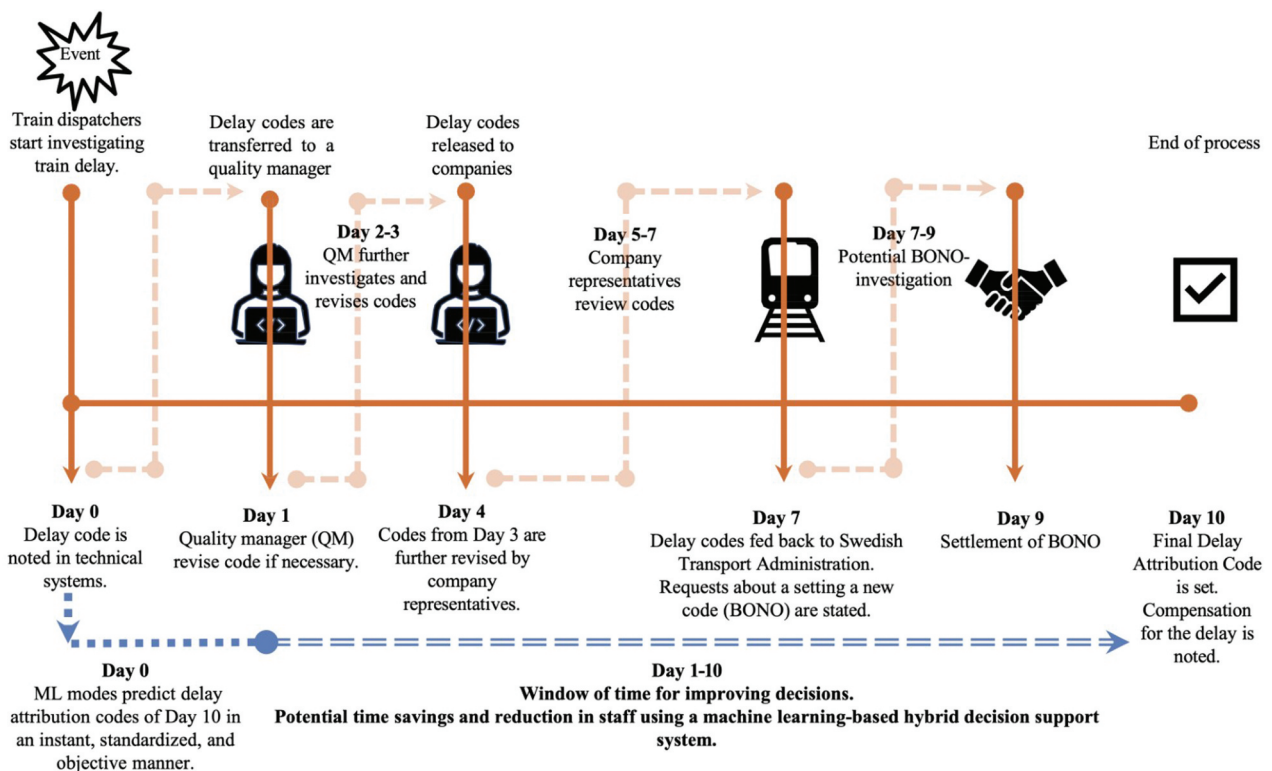 Event
Train dispatchers
start investigating
train delay.
Delay codes are
transferred to a
quality manager
Delay codes
released to
companies
End of process
Day 2-3
QM further
investigates and
revises codes
Day 5-7
Company
representatives
review codes
Day 7-9
Potential BONO-
investigation
Day 0
Delay code is
noted in technical
systems.
Day 1
Quality manager (QM)
revise code if necessary.
Day 4
Codes from Day 3 are
further revised by
company
representatives.
Day 7
Delay codes fed back to Swedish
Transport Administration.
Requests about a setting a new
code (BONO) are stated.
Day 9
Settlement of BONO
Day 10
Final Delay
Attribution Code
is set.
Compensation
for the delay is
noted.
Day 0
ML modes predict delay
attribution codes of Day 10 in
an instant, standardized, and
objective manner.
Day 1-10
Window of time for improving decisions.
Potential time savings and reduction in staff using a machine learning-based hybrid decision support
system.